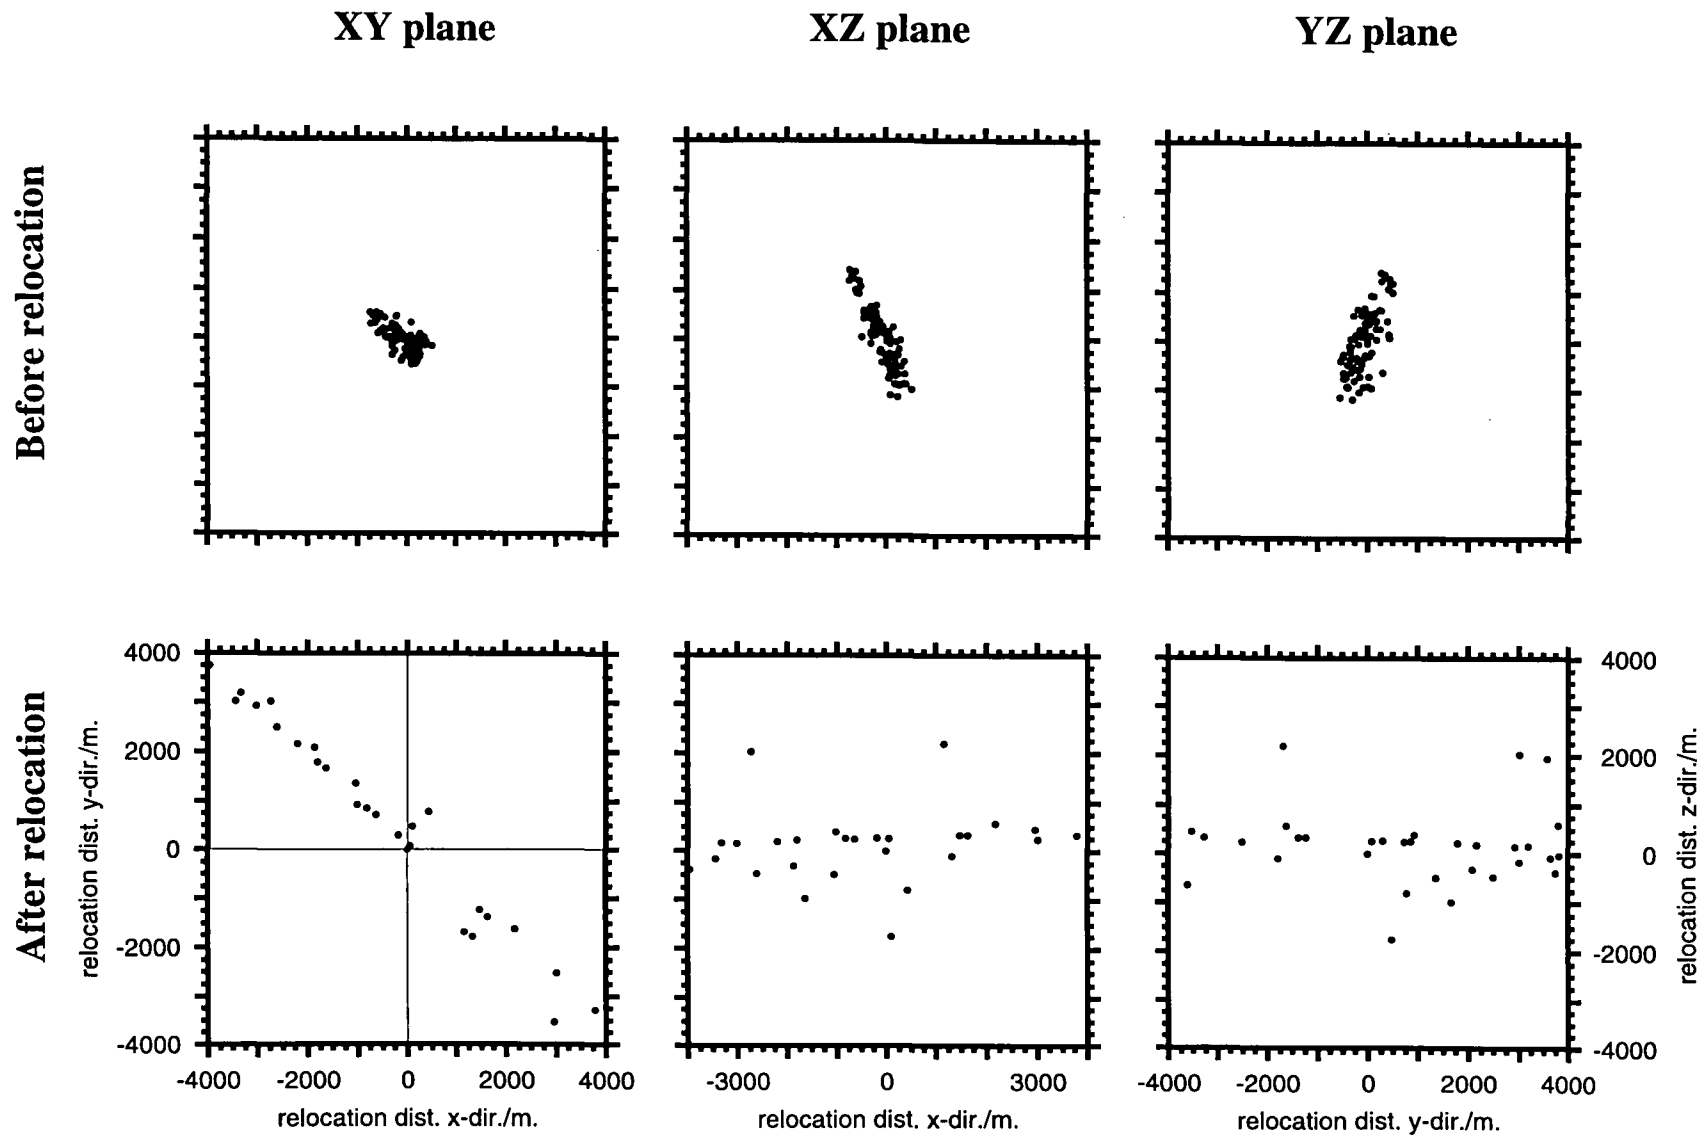 XY plane
XZ plane
YZ plane
Before relocation
After relocation
relocation dist. y-dir./m.
4000
2000
0
-2000
-4000
4000
2000
0
-2000
-4000
relocation dist. z-dir./m.
-4000 -2000 0 2000 4000
-3000 0 3000
-4000 -2000 0 2000 4000
relocation dist. x-dir./m.
relocation dist. x-dir./m.
relocation dist. y-dir./m.